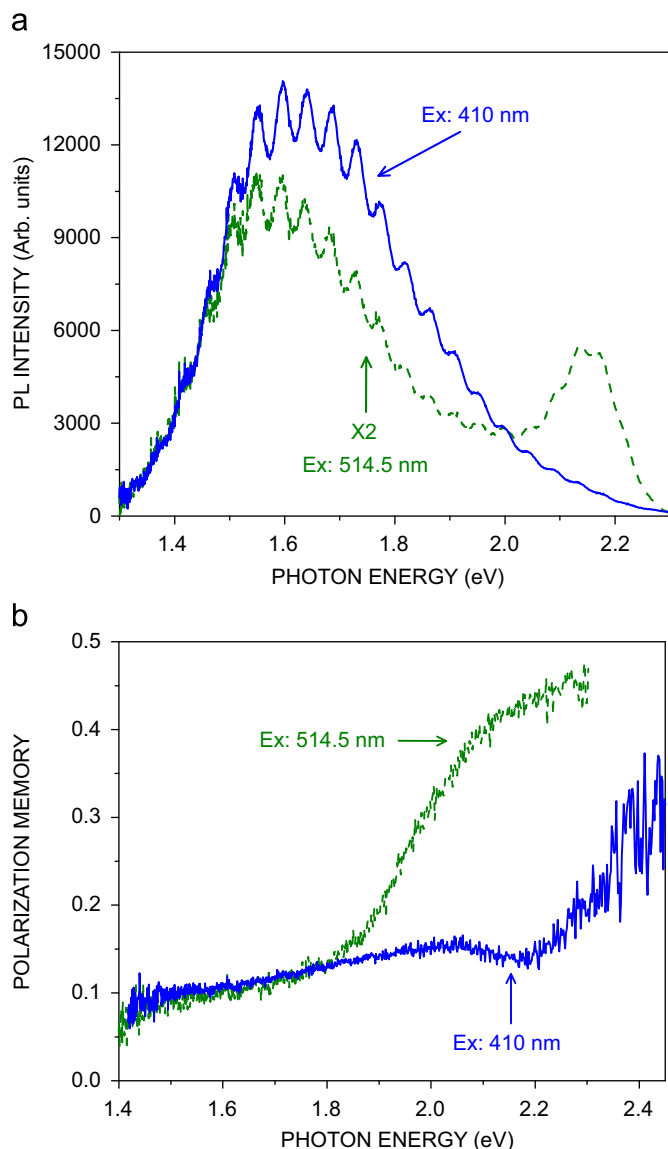 a
15000
12000
9000
6000
3000
0
PL INTENSITY (Arb. units)
Ex: 410 nm
X2
Ex: 514.5 nm
1.4 1.6 1.8 2.0 2.2
PHOTON ENERGY (eV)
b
0.5
0.4
0.3
0.2
0.1
0.0
POLARIZATION MEMORY
Ex: 514.5 nm
Ex: 410 nm
1.4 1.6 1.8 2.0 2.2 2.4
PHOTON ENERGY (eV)